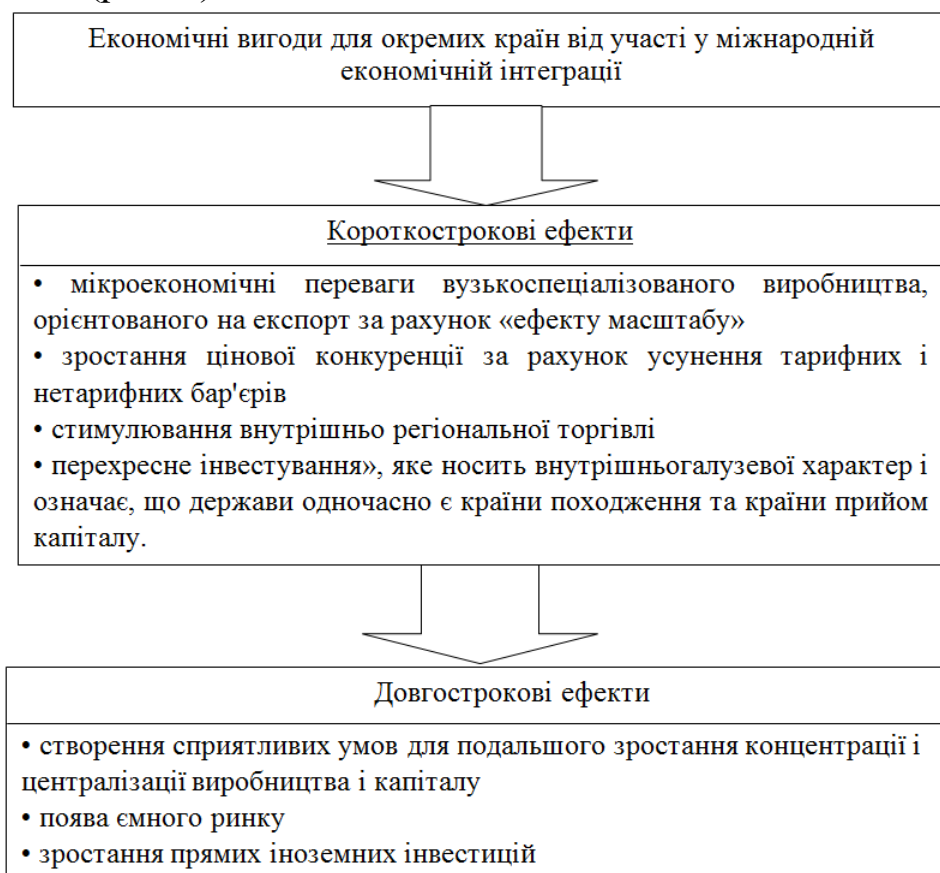 Економічні вигоди для окремих країн від участі у міжнародній
економічній інтеграції
Короткострокові ефекти
• мікроекономічні переваги вузькоспеціалізованого виробництва,
орієнтованого на експорт за рахунок «ефекту масштабу»
• зростання цінової конкуренції за рахунок усунення тарифних і
нетарифних бар'єрів
• стимулювання внутрішньо регіональної торгівлі
• перехресне інвестування», яке носить внутрішньогалузевой характер і
означає, що держави одночасно є країни походження та країни прийом
капіталу.
Довгострокові ефекти
• створення сприятливих умов для подальшого зростання концентрації і
централізації виробництва і капіталу
• поява ємного ринку
• зростання прямих іноземних інвестицій